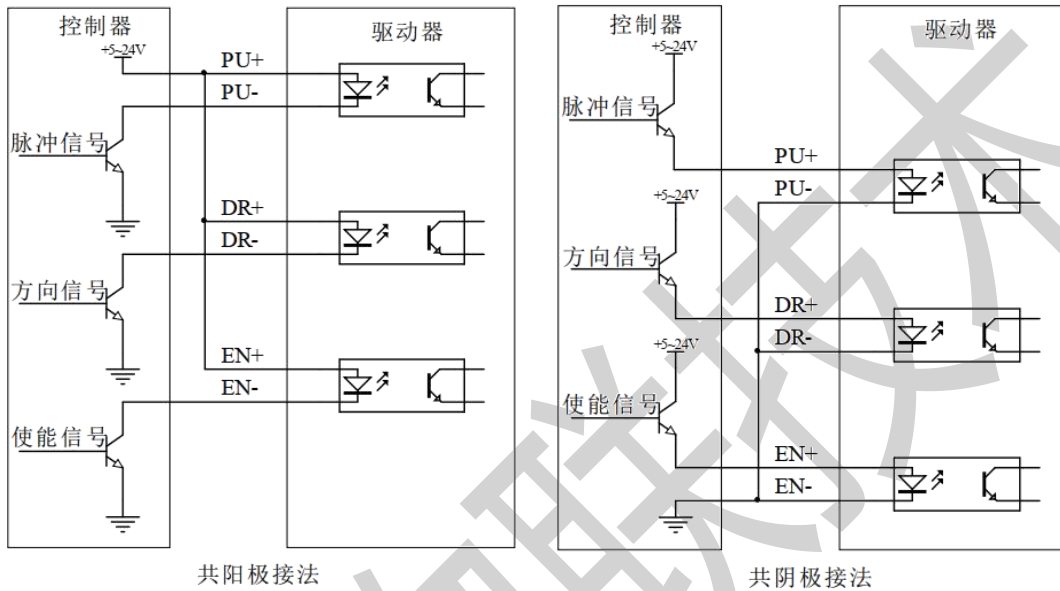 控制器
驱动器
+5~24V
PU+
PU-
脉冲信号
DR+
DR-
方向信号
EN+
EN-
使能信号
共阳极接法
控制器
驱动器
+5~24V
脉冲信号
PU+
PU-
+5~24V
方向信号
DR+
DR-
+5~24V
使能信号
EN+
EN-
共阴极接法
联技术